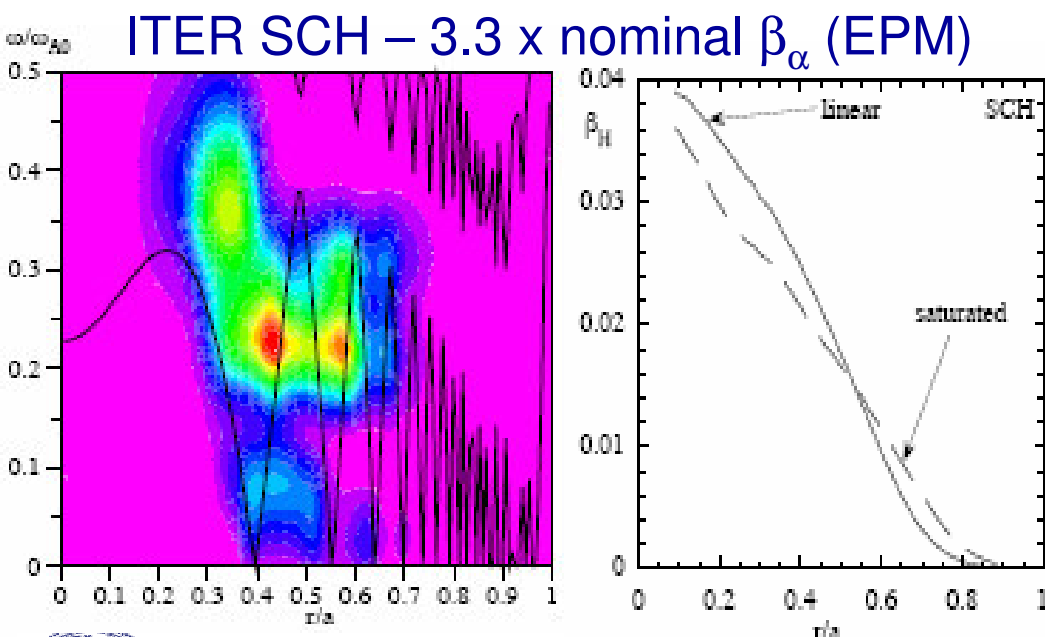 ITER SCH – 3.3 x nominal βα (EPM)
ω/ωA0
0.5
0.4
0.3
0.2
0.1
0
0 0.1 0.2 0.3 0.4 0.5 0.6 0.7 0.8 0.9 1
r/a
0.04
βH
linear
SCH
0.03
0.02
saturated
0.01
0
0 0.2 0.4 0.6 0.8 1
r/a